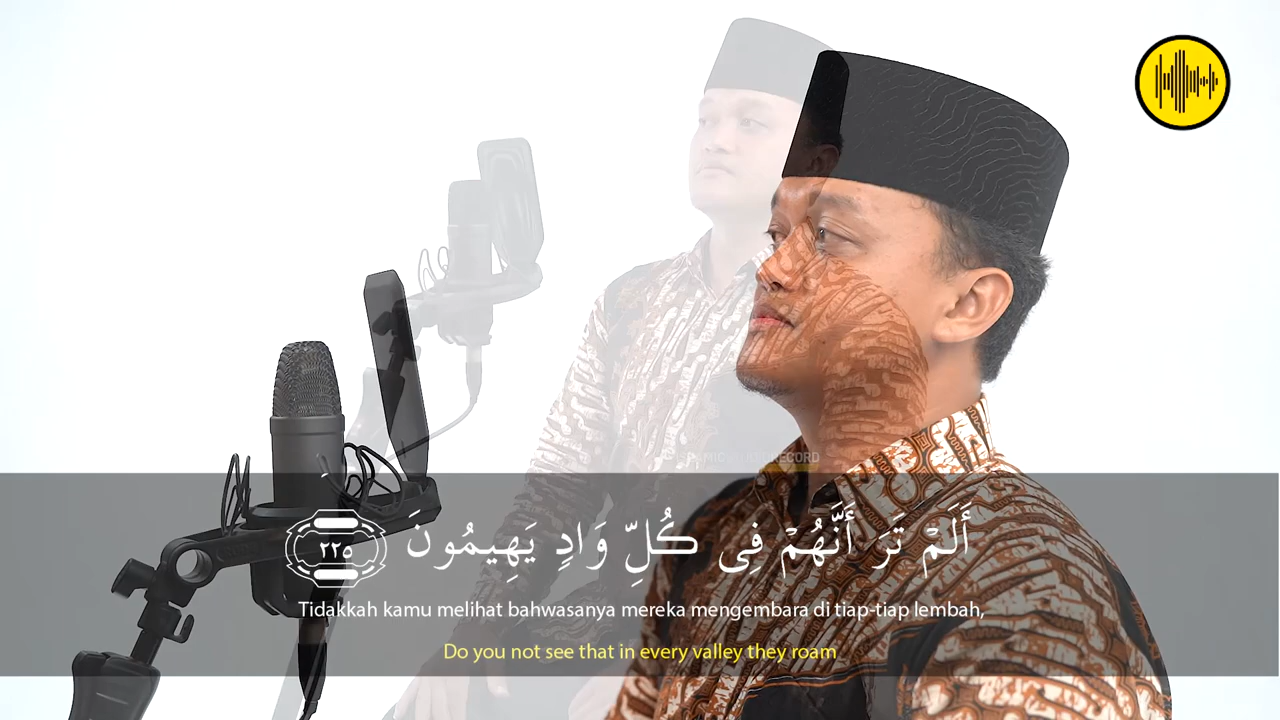 أَلَمْ تَرَ أَنَّهُمْ فِى كُلِّ وَادٍ يَهِيمُونَ ٢٢٥
Tidakkah kamu melihat bahwasanya mereka mengembara di tiap-tiap lembah,
Do you not see that in every valley they roam